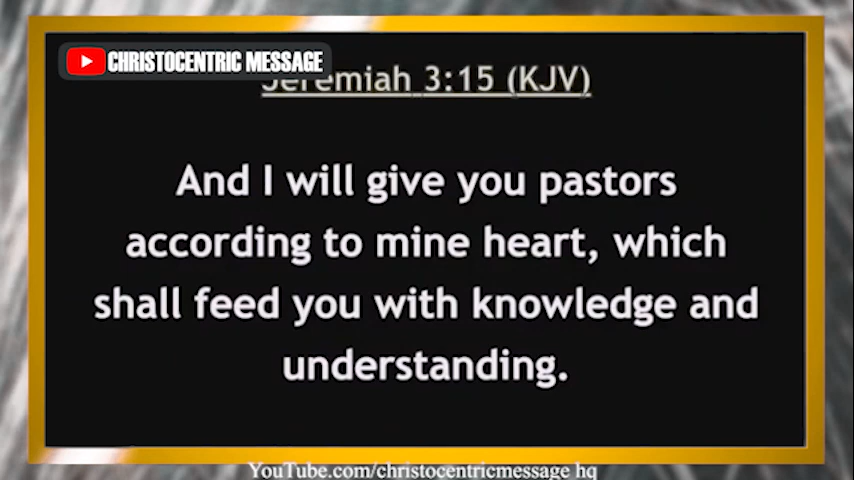 CHRISTOCENTRIC MESSAGE
Jeremiah 3:15 (KJV)
And I will give you pastors
according to mine heart, which
shall feed you with knowledge and
understanding.
YouTube.com/christocentricmessage hq